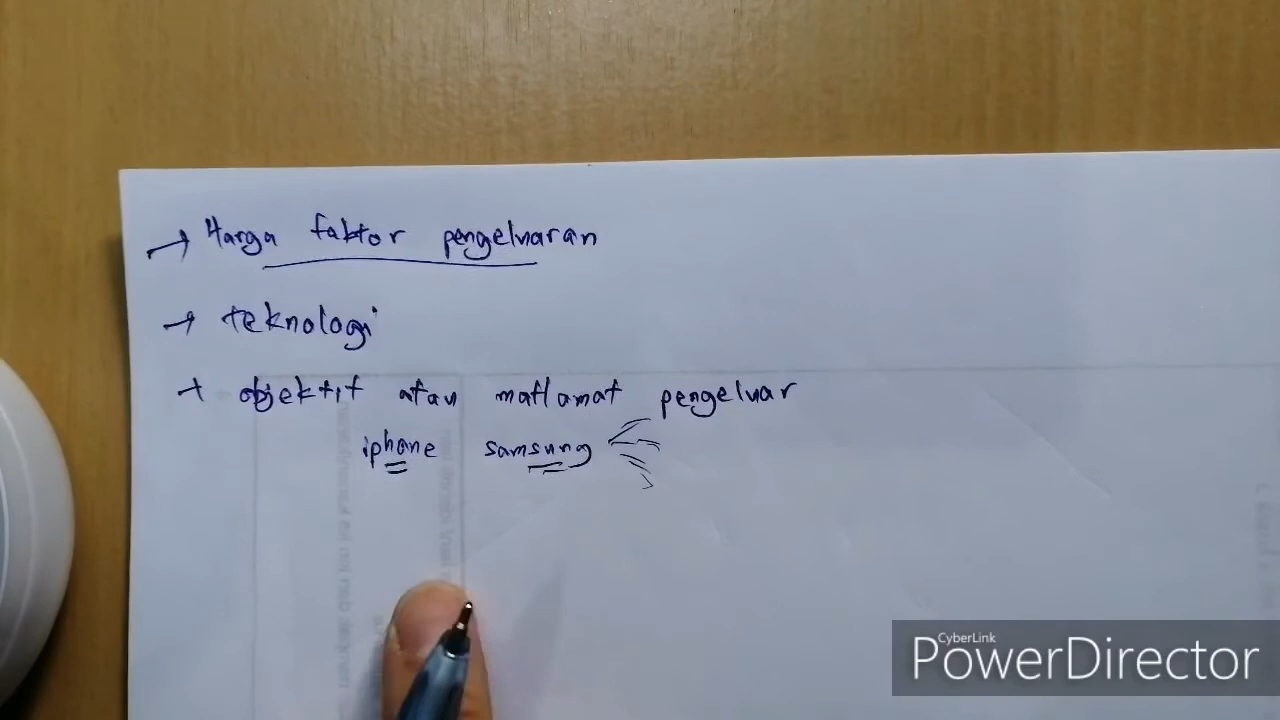 → Harga faktor pengeluaran
→ teknologi
→ objektif atau matlamat pengeluar
iphone samsung
CyberLink
PowerDirector